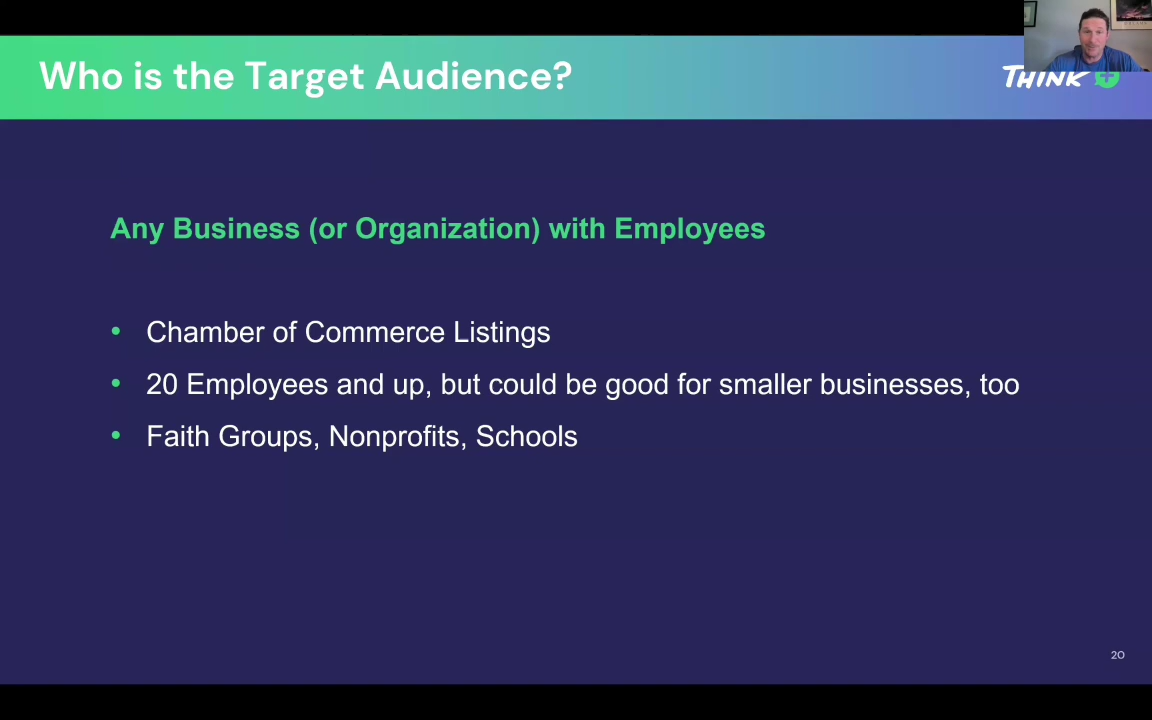 Who is the Target Audience?
THINK
Any Business (or Organization) with Employees
• Chamber of Commerce Listings
• 20 Employees and up, but could be good for smaller businesses, too
• Faith Groups, Nonprofits, Schools
20